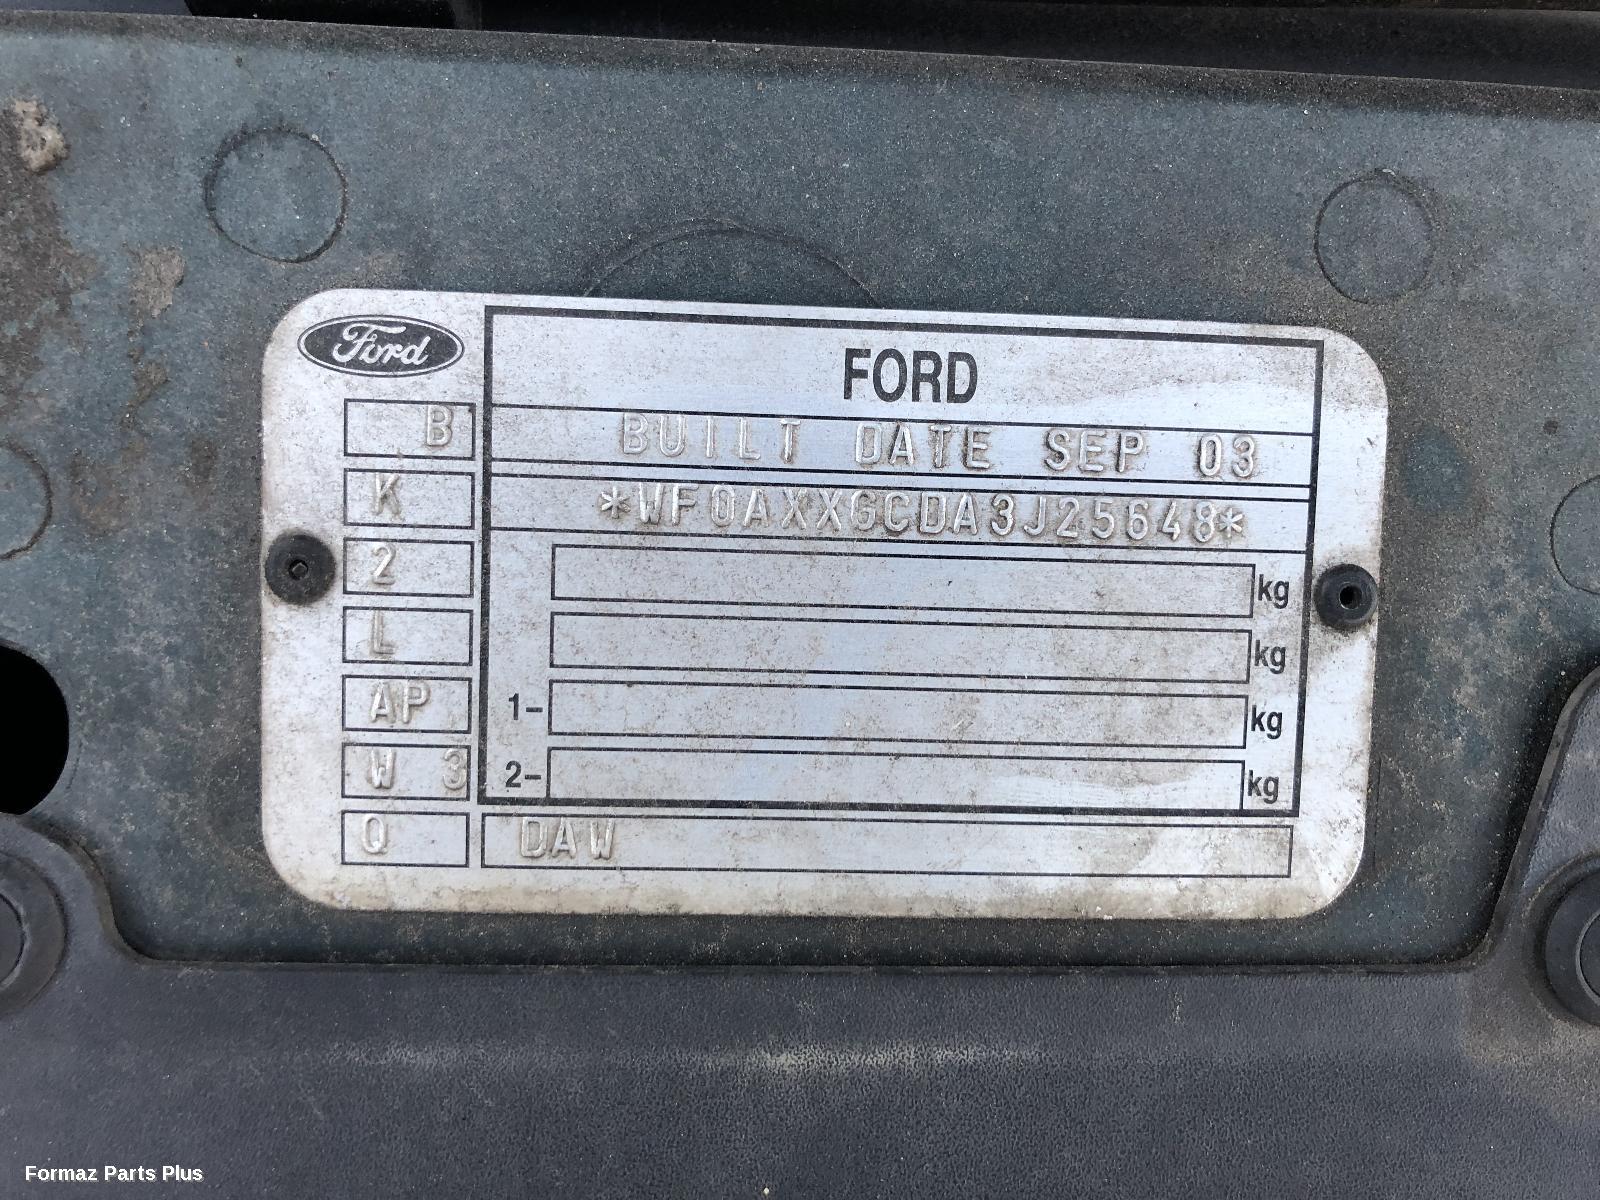 Ford
FORD
B
BUILT DATE SEP 03
K
*WF0AXXGCDA3J25648*
2
kg
L
kg
AP
1- kg
W 3
2- kg
Q
DAW
Formaz Parts Plus